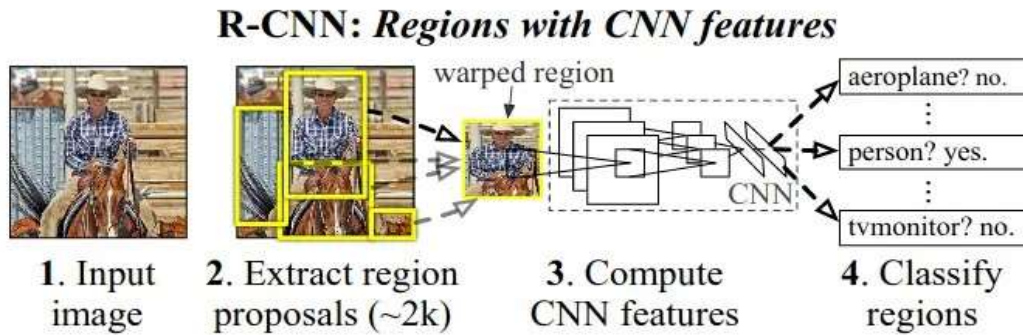 R-CNN: Regions with CNN features
warped region
aeroplane? no.
⋮
person? yes.
⋮
tvmonitor? no.
CNN
1. Input
image
2. Extract region
proposals (~2k)
3. Compute
CNN features
4. Classify
regions